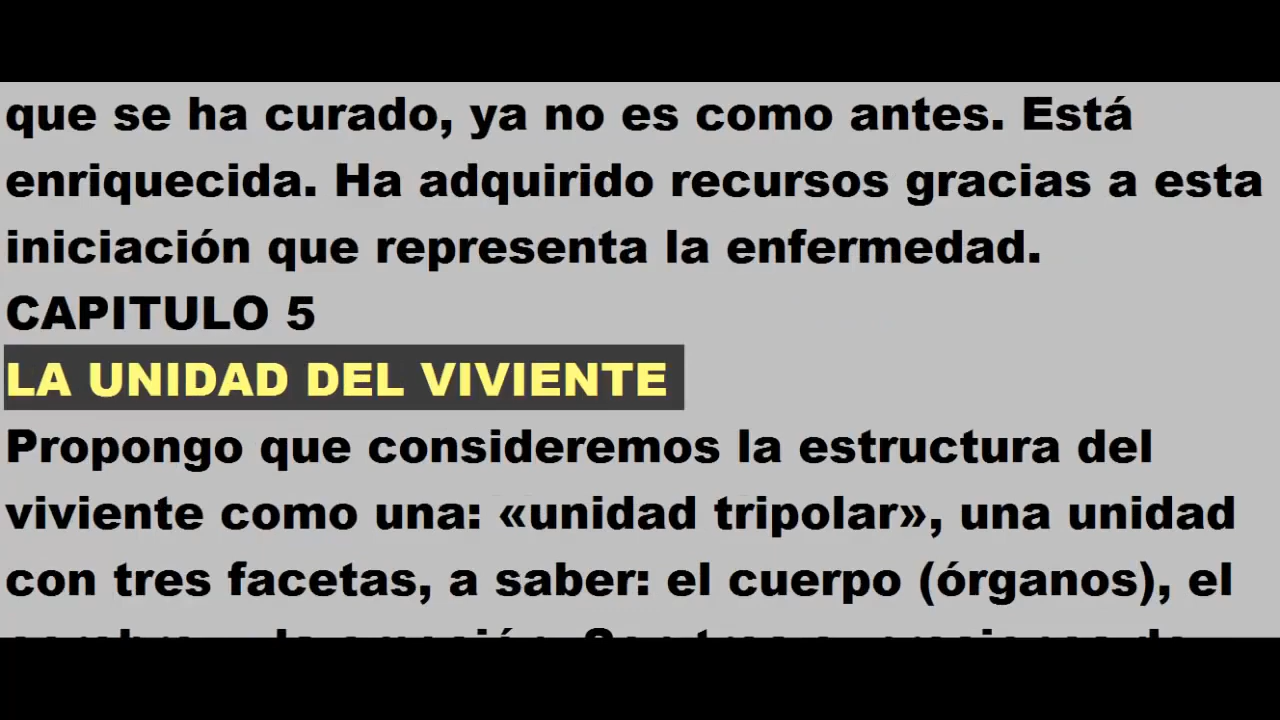 que se ha curado, ya no es como antes. Está
enriquecida. Ha adquirido recursos gracias a esta
iniciación que representa la enfermedad.
CAPITULO 5
LA UNIDAD DEL VIVIENTE
Propongo que consideremos la estructura del
viviente como una: «unidad tripolar», una unidad
con tres facetas, a saber: el cuerpo (órganos), el